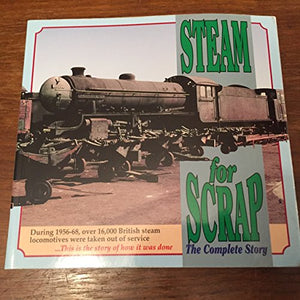 STEAM
for
SCRAP
The Complete Story
During 1956-68, over 16,000 British steam
locomotives were taken out of service
...This is the story of how it was done